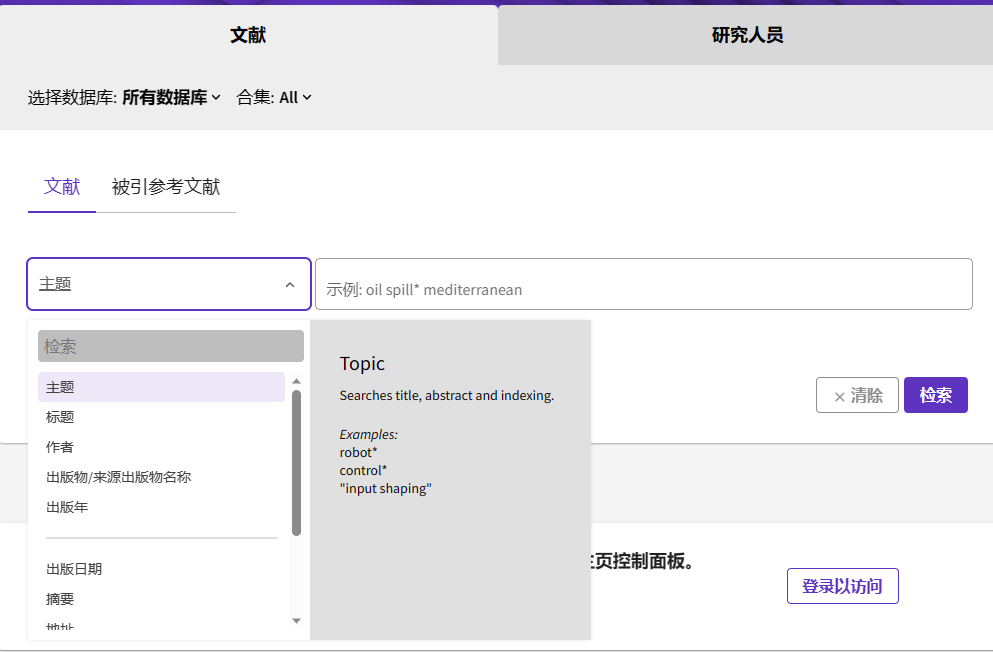 文献
研究人员
选择数据库: 所有数据库 合集: All
文献 被引参考文献
主题
示例: oil spill* mediterranean
检索
主题
标题
作者
出版物/来源出版物名称
出版年
出版日期
摘要
地址
Topic
Searches title, abstract and indexing.
Examples:
robot*
control*
"input shaping"
× 清除 检索
页控制面板。
登录以访问